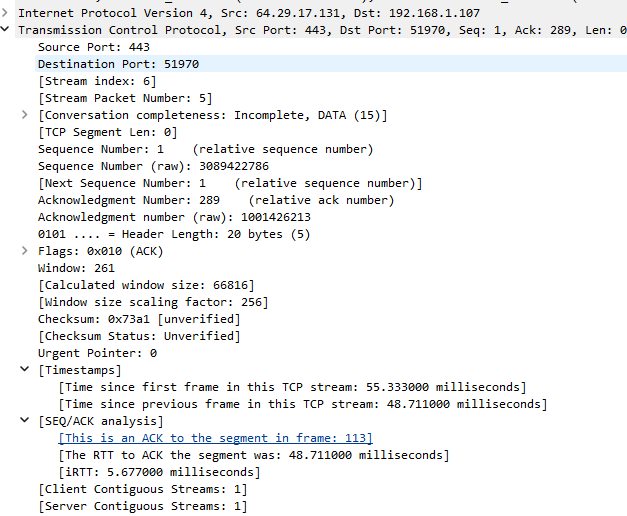 Internet Protocol Version 4, Src: 64.29.17.131, Dst: 192.168.1.107
Transmission Control Protocol, Src Port: 443, Dst Port: 51970, Seq: 1, Ack: 289, Len: 0
Source Port: 443
Destination Port: 51970
[Stream index: 6]
[Stream Packet Number: 5]
[Conversation completeness: Incomplete, DATA (15)]
[TCP Segment Len: 0]
Sequence Number: 1    (relative sequence number)
Sequence Number (raw): 3089422786
[Next Sequence Number: 1    (relative sequence number)]
Acknowledgment Number: 289    (relative ack number)
Acknowledgment number (raw): 1001426213
0101 .... = Header Length: 20 bytes (5)
Flags: 0x010 (ACK)
Window: 261
[Calculated window size: 66816]
[Window size scaling factor: 256]
Checksum: 0x73a1 [unverified]
[Checksum Status: Unverified]
Urgent Pointer: 0
[Timestamps]
[Time since first frame in this TCP stream: 55.333000 milliseconds]
[Time since previous frame in this TCP stream: 48.711000 milliseconds]
[SEQ/ACK analysis]
[This is an ACK to the segment in frame: 113]
[The RTT to ACK the segment was: 48.711000 milliseconds]
[iRTT: 5.677000 milliseconds]
[Client Contiguous Streams: 1]
[Server Contiguous Streams: 1]